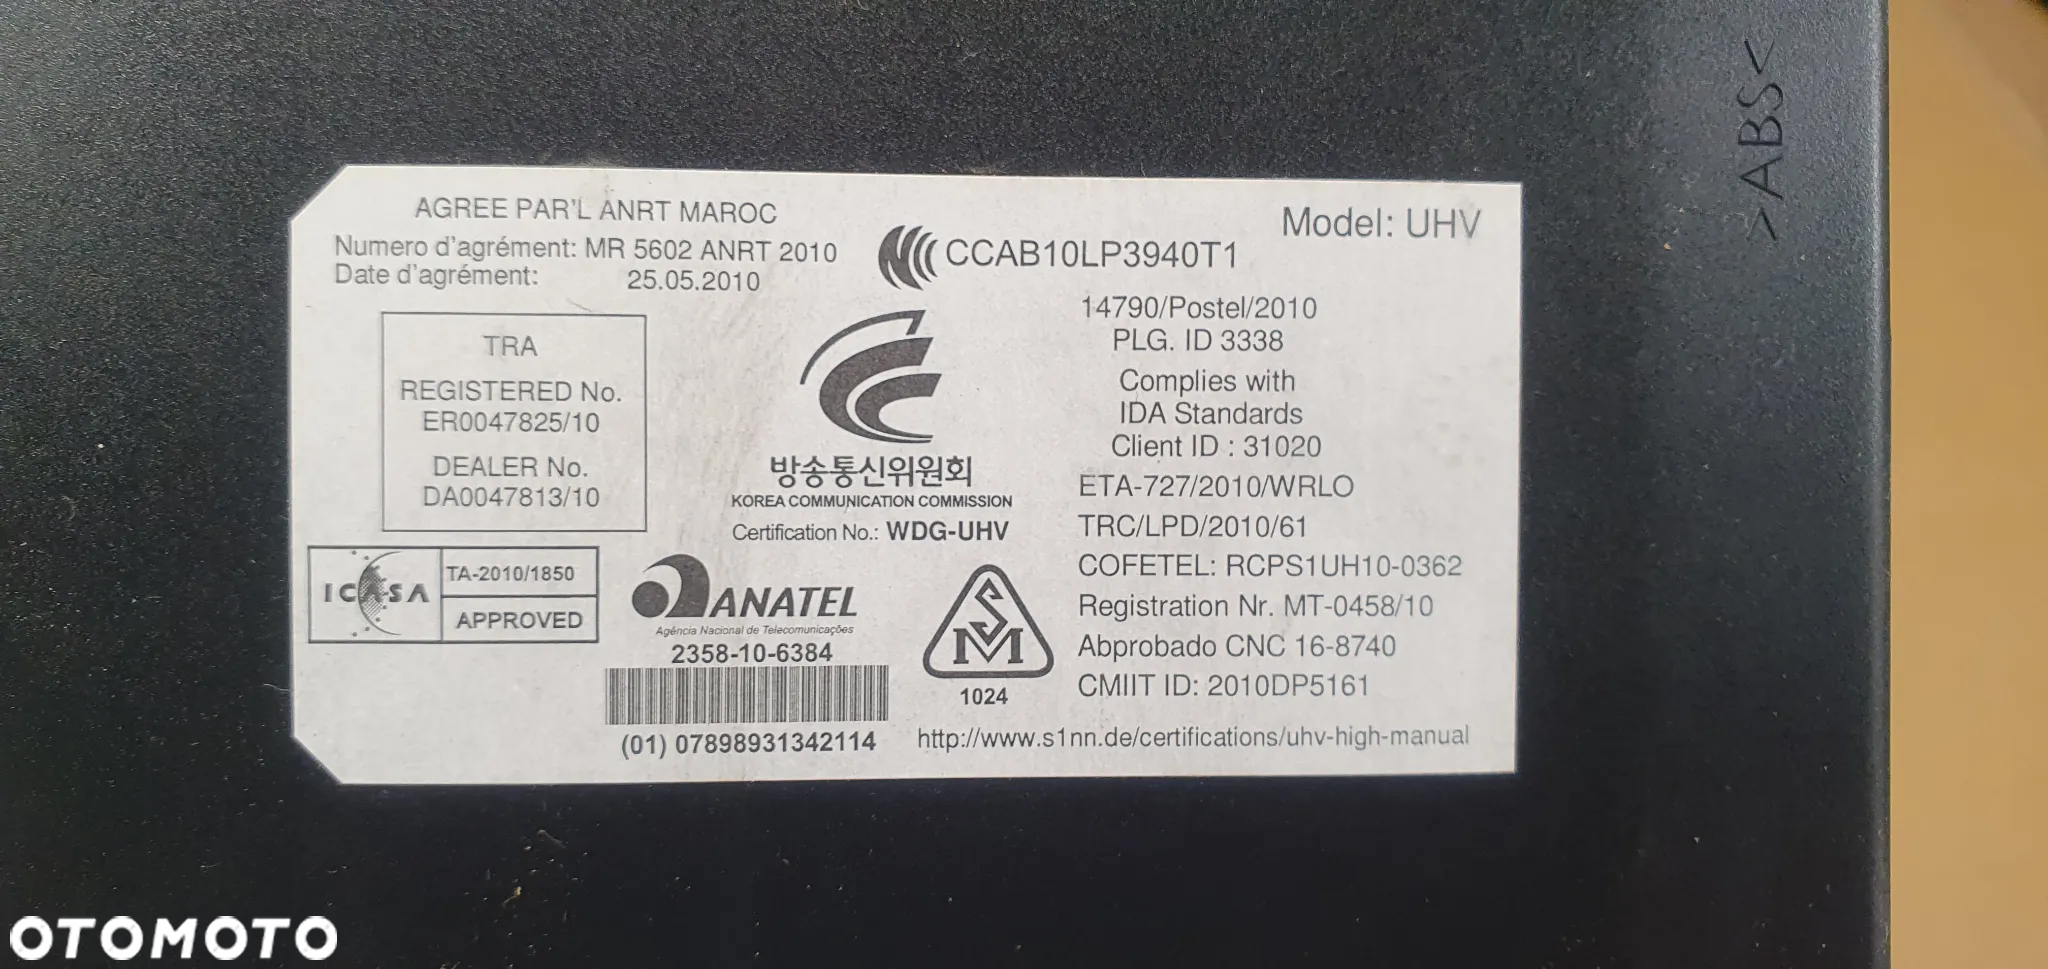 AGREE PAR'L ANRT MAROC
Numero d'agrément: MR 5602 ANRT 2010
Date d'agrément: 25.05.2010
TRA
REGISTERED No.
ER0047825/10
DEALER No.
DA0047813/10
ICASA
TA-2010/1850
APPROVED
CCAB10LP3940T1
방송통신위원회
KOREA COMMUNICATION COMMISSION
Certification No.: WDG-UHV
ANATEL
Agência Nacional de Telecomunicações
2358-10-6384
(01) 07898931342114
SM
1024
Model: UHV
14790/Postel/2010
PLG. ID 3338
Complies with
IDA Standards
Client ID : 31020
ETA-727/2010/WRLO
TRC/LPD/2010/61
COFETEL: RCPS1UH10-0362
Registration Nr. MT-0458/10
Abprobado CNC 16-8740
CMIIT ID: 2010DP5161
http://www.s1nn.de/certifications/uhv-high-manual
>ABS<
OTOMOTO